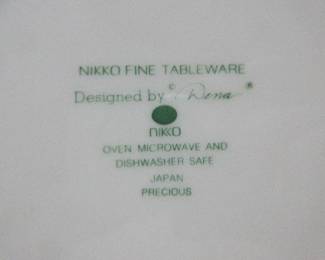 NIKKO FINE TABLEWARE
Designed by © Dena ®
NIKKO
OVEN MICROWAVE AND
DISHWASHER SAFE
JAPAN
PRECIOUS